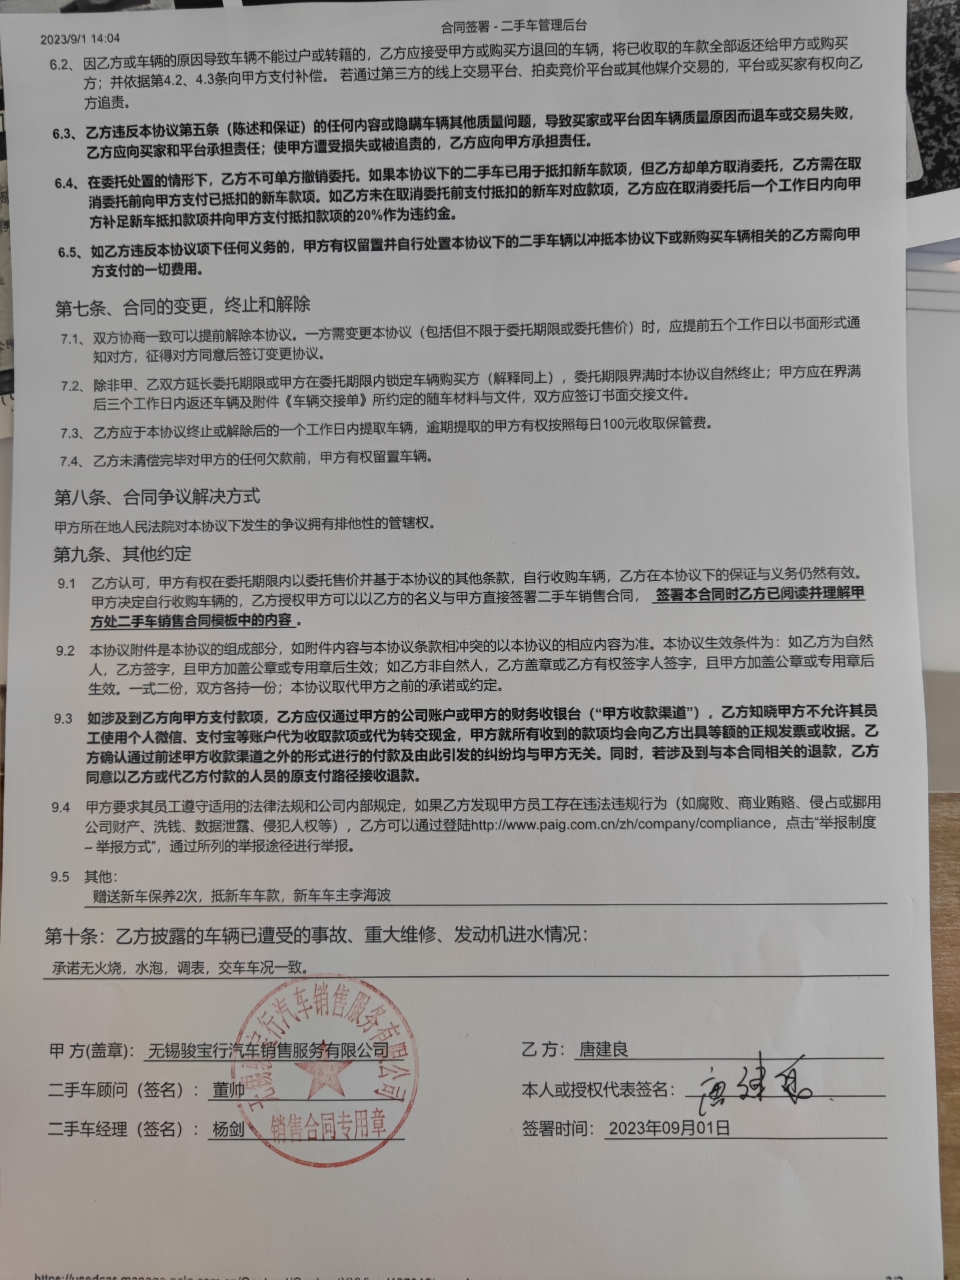 2023/9/1 14:04
合同签署 - 二手车管理后台
6.2、因乙方或车辆的原因导致车辆不能过户或转籍的，乙方应接受甲方或购买方退回的车辆，将已收取的车款全部返还给甲方或购买
方；并依据第4.2、4.3条向甲方支付补偿。 若通过第三方的线上交易平台、拍卖竞价平台或其他媒介交易的，平台或买家有权向乙
方追责。
6.3、乙方违反本协议第五条（陈述和保证）的任何内容或隐瞒车辆其他质量问题，导致买家或平台因车辆质量原因而退车或交易失败，
乙方应向买家和平台承担责任；使甲方遭受损失或被追责的，乙方应向甲方承担责任。
6.4、在委托处置的情形下，乙方不可单方撤销委托。如果本协议下的二手车已用于抵扣新车款项，但乙方却单方取消委托，乙方需在取
消委托前向甲方支付已抵扣的新车款项。如乙方未在取消委托前支付抵扣的新车对应款项，乙方应在取消委托后一个工作日内向甲
方补足新车抵扣款项并向甲方支付抵扣款项的20%作为违约金。
6.5、如乙方违反本协议项下任何义务的，甲方有权留置并自行处置本协议下的二手车辆以冲抵本协议下或新购买车辆相关的乙方需向甲
方支付的一切费用。
第七条、合同的变更，终止和解除
7.1、双方协商一致可以提前解除本协议。一方需变更本协议（包括但不限于委托期限或委托售价）时，应提前五个工作日以书面形式通
知对方，征得对方同意后签订变更协议。
7.2、除非甲、乙双方延长委托期限或甲方在委托期限内锁定车辆购买方（解释同上），委托期限界满时本协议自然终止；甲方应在界满
后三个工作日内返还车辆及附件《车辆交接单》所约定的随车材料与文件，双方应签订书面交接文件。
7.3、乙方应于本协议终止或解除后的一个工作日内提取车辆，逾期提取的甲方有权按照每日100元收取保管费。
7.4、乙方未清偿完毕对甲方的任何欠款前，甲方有权留置车辆。
第八条、合同争议解决方式
甲方所在地人民法院对本协议下发生的争议拥有排他性的管辖权。
第九条、其他约定
9.1 乙方认可，甲方有权在委托期限内以委托售价并基于本协议的其他条款，自行收购车辆，乙方在本协议下的保证与义务仍然有效。
甲方决定自行收购车辆的，乙方授权甲方可以以乙方的名义与甲方直接签署二手车销售合同， 签署本合同时乙方已阅读并理解甲
方处二手车销售合同模板中的内容 。
9.2 本协议附件是本协议的组成部分，如附件内容与本协议条款相冲突的以本协议的相应内容为准。本协议生效条件为：如乙方为自然
人，乙方签字，且甲方加盖公章或专用章后生效；如乙方非自然人，乙方盖章或乙方有权签字人签字，且甲方加盖公章或专用章后
生效。一式二份，双方各持一份；本协议取代甲方之前的承诺或约定。
9.3 如涉及到乙方向甲方支付款项，乙方应仅通过甲方的公司账户或甲方的财务收银台（“甲方收款渠道”），乙方知晓甲方不允许其员
工使用个人微信、支付宝等账户代为收取款项或代为转交现金，甲方就所有收到的款项均会向乙方出具等额的正规发票或收据。乙
方确认通过前述甲方收款渠道之外的形式进行的付款及由此引发的纠纷均与甲方无关。同时，若涉及到与本合同相关的退款，乙方
同意以乙方或代乙方付款的人员的原支付路径接收退款。
9.4 甲方要求其员工遵守适用的法律法规和公司内部规定，如果乙方发现甲方员工存在违法违规行为（如腐败、商业贿赂、侵占或挪用
公司财产、洗钱、数据泄露、侵犯人权等），乙方可以通过登陆http://www.paig.com.cn/zh/company/compliance，点击“举报制度
– 举报方式”，通过所列的举报途径进行举报。
9.5 其他:
赠送新车保养2次，抵新车车款，新车车主李海波
第十条：乙方披露的车辆已遭受的事故、重大维修、发动机进水情况：
承诺无火烧，水泡，调表，交车车况一致。
甲 方(盖章)： 无锡骏宝行汽车销售服务有限公司
乙 方： 唐建良
二手车顾问（签名）： 董帅
本人或授权代表签名： 唐建良
二手车经理（签名）： 杨剑
签署时间： 2023年09月01日
无锡骏宝行汽车销售服务有限公司
销售合同专用章